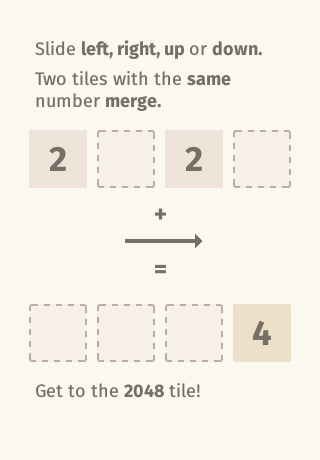 Slide left, right, up or down.
Two tiles with the same
number merge.
2 2
+
=
4
Get to the 2048 tile!